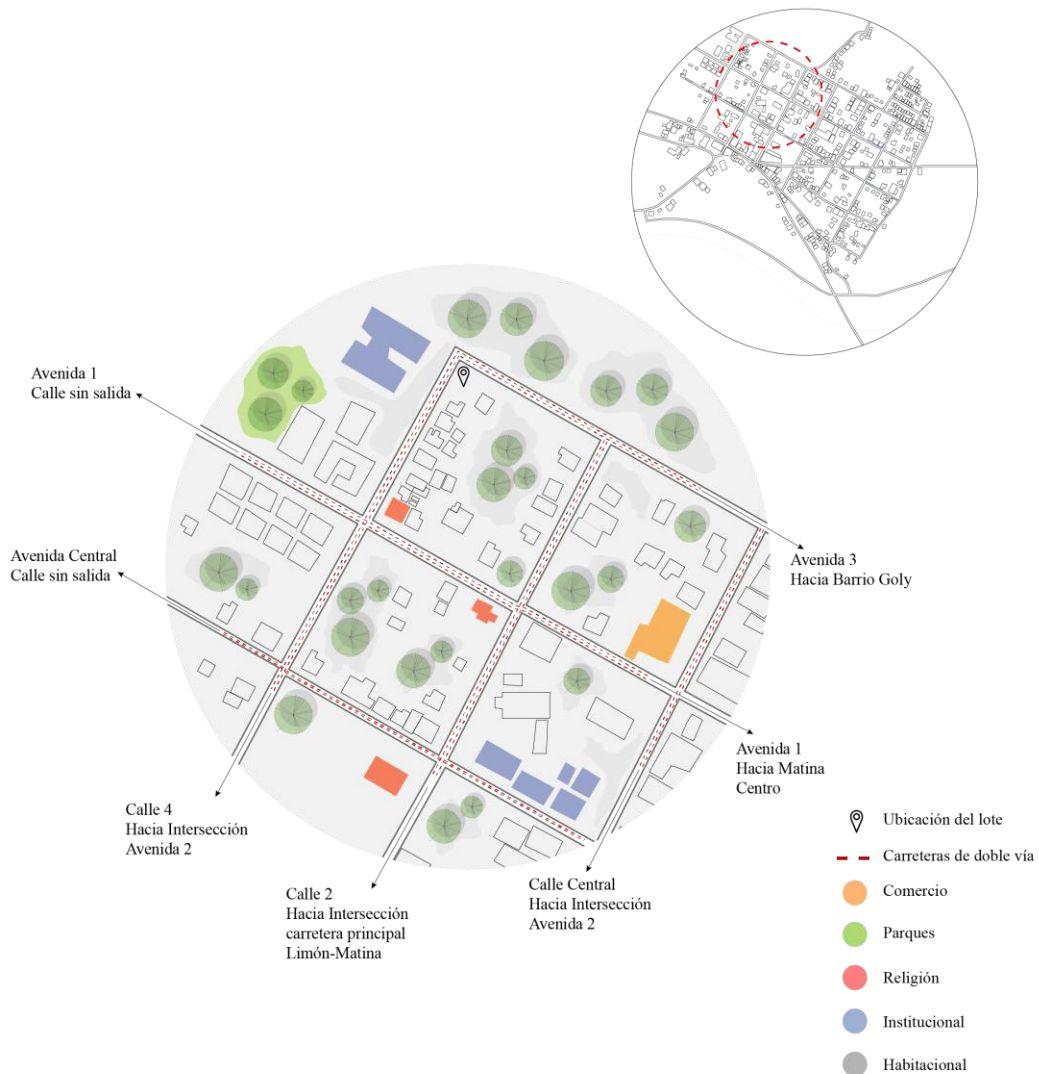 Avenida 1
Calle sin salida
Avenida Central
Calle sin salida
Avenida 3
Hacia Barrio Goly
Avenida 1
Hacia Matina
Centro
Calle 4
Hacia Intersección
Avenida 2
Calle 2
Hacia Intersección
carretera principal
Limón-Matina
Calle Central
Hacia Intersección
Avenida 2
Ubicación del lote
Carreteras de doble vía
Comercio
Parques
Religión
Institucional
Habitacional